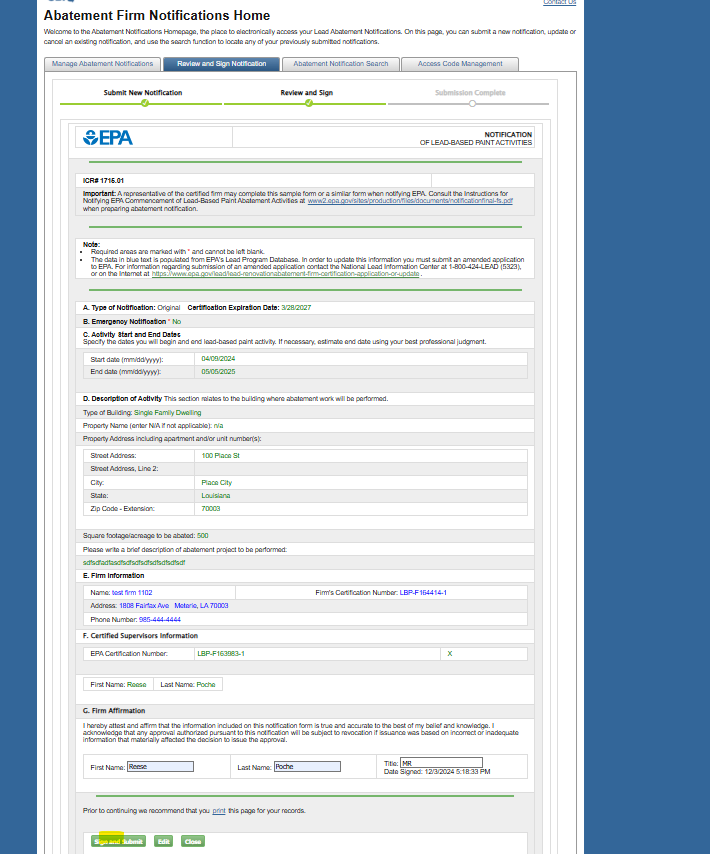 Contact Us
Abatement Firm Notifications Home
Welcome to the Abatement Notifications Homepage, the place to electronically access your Lead Abatement Notifications. On this page, you can submit a new notification, update or
cancel an existing notification, and use the search function to locate any of your previously submitted notifications.
Manage Abatement Notifications
Review and Sign Notification
Abatement Notification Search
Access Code Management
Submit New Notification
Review and Sign
Submission Complete
EPA
NOTIFICATION
OF LEAD-BASED PAINT ACTIVITIES
ICR# 1715.01
Important: A representative of the certified firm may complete this sample form or a similar form when notifying EPA. Consult the Instructions for
Notifying EPA Commencement of Lead-Based Paint Abatement Activities at www2.epa.gov/sites/production/files/documents/notificationfinal-fs.pdf
when preparing abatement notification.
Note:
• Required areas are marked with * and cannot be left blank.
• The data in blue text is populated from EPA's Lead Program Database. In order to update this information you must submit an amended application
to EPA. For information regarding submission of an amended application contact the National Lead Information Center at 1-800-424-LEAD (5323),
or on the Internet at https://www.epa.gov/lead/lead-renovationabatement-firm-certification-application-or-update .
A. Type of Notification: Original Certification Expiration Date: 3/28/2027
B. Emergency Notification * No
C. Activity Start and End Dates
Specify the dates you will begin and end lead-based paint activity. If necessary, estimate end date using your best professional judgment.
Start date (mm/dd/yyyy): 04/09/2024
End date (mm/dd/yyyy): 05/05/2025
D. Description of Activity This section relates to the building where abatement work will be performed.
Type of Building: Single Family Dwelling
Property Name (enter N/A if not applicable): n/a
Property Address including apartment and/or unit number(s):
Street Address: 100 Place St
Street Address, Line 2:
City: Place City
State: Louisiana
Zip Code - Extension: 70003
Square footage/acreage to be abated: 500
Please write a brief description of abatement project to be performed:
E. Firm Information
Name: test firm 1102 Firm's Certification Number: LBP-F164414-1
Address: 1808 Fairfax Ave Meterie, LA 70003
Phone Number: 985-444-4444
F. Certified Supervisors Information
EPA Certification Number: LBP-F163983-1 X
First Name: Reese Last Name: Poche
G. Firm Affirmation
I hereby attest and affirm that the information included on this notification form is true and accurate to the best of my belief and knowledge. I
acknowledge that any approval authorized pursuant to this notification will be subject to revocation if issuance was based on incorrect or inadequate
information that materially affected the decision to issue the approval.
First Name: Reese Last Name: Poche Title: MR
Date Signed: 12/3/2024 5:18:33 PM
Prior to continuing we recommend that you print this page for your records.
Sign and Submit Edit Close